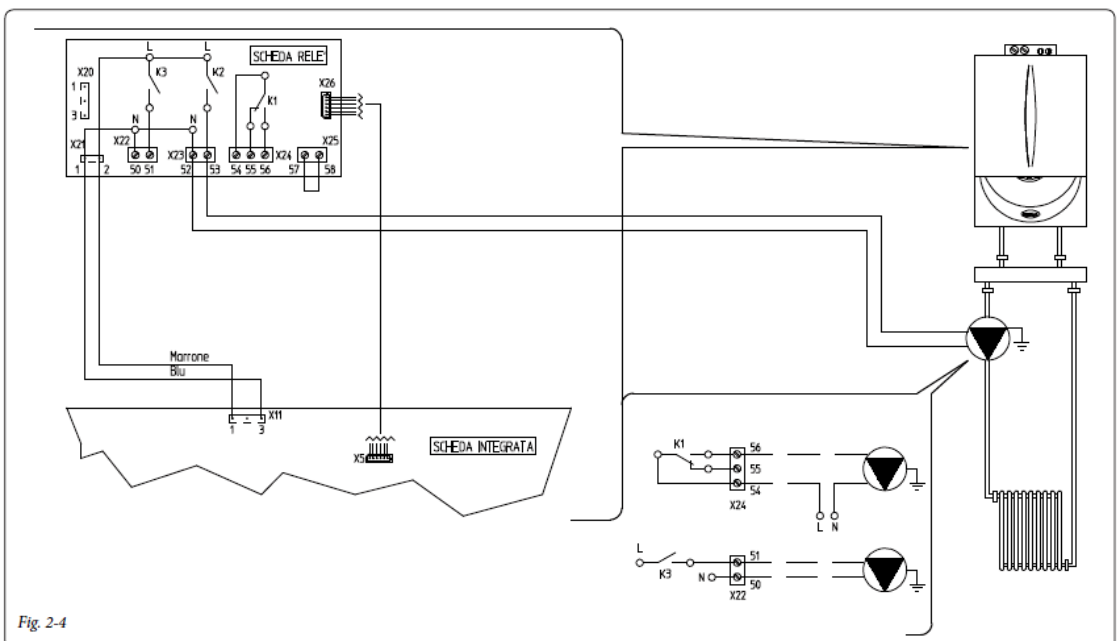 L L SCHEDA RELE'
X20 K3 K2 X26
1 K1
3
N N
X21 X22 X23 X24 X25
1 2 50 51 52 53 54 55 56 57 58
Marrone
Blu
X11
1 3
X5 SCHEDA INTEGRATA
K1 56
55
54
X24
L N
L 51
K3 N 50
X22
Fig. 2-4